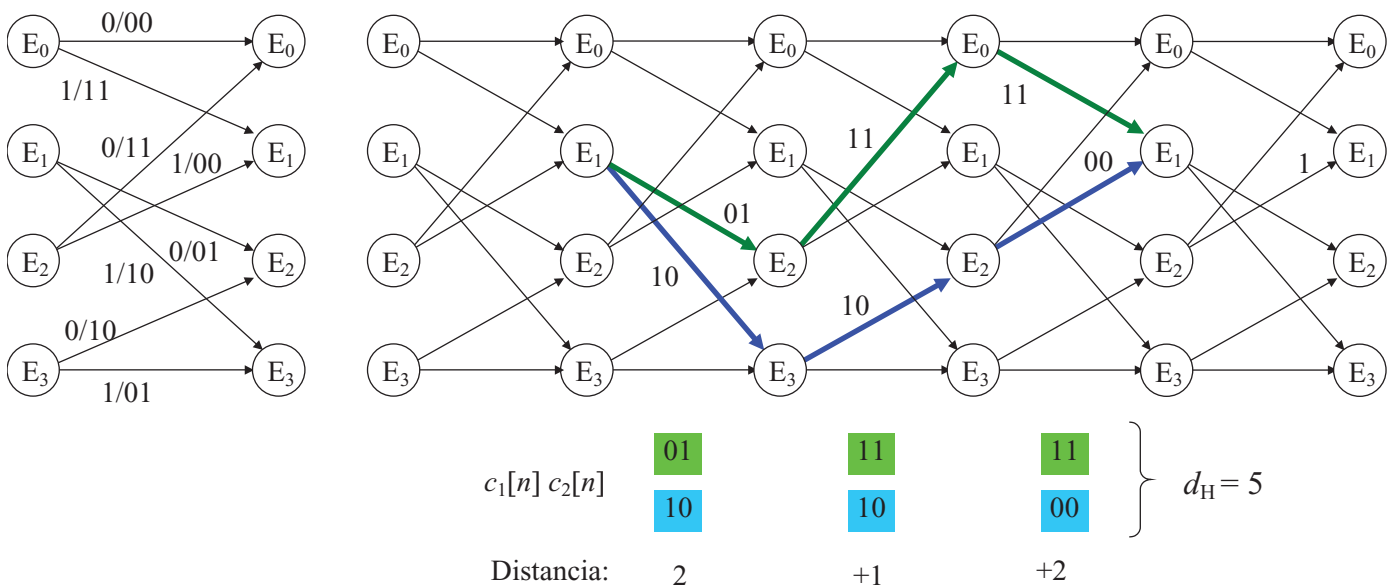 0/00
E₀ E₀ E₀ E₀ E₀ E₀ E₀ E₀
1/11 11
0/11 11
1/00
E₁ E₁ E₁ E₁ E₁ E₁ E₁ E₁
00 1
01
0/01
E₂ E₂ E₂ E₂ E₂ E₂ E₂ E₂
1/10 10
0/10 10
E₃ E₃ E₃ E₃ E₃ E₃ E₃ E₃
1/01
01 11 11
c₁[n] c₂[n] d_H = 5
10 10 00
Distancia: 2 +1 +2